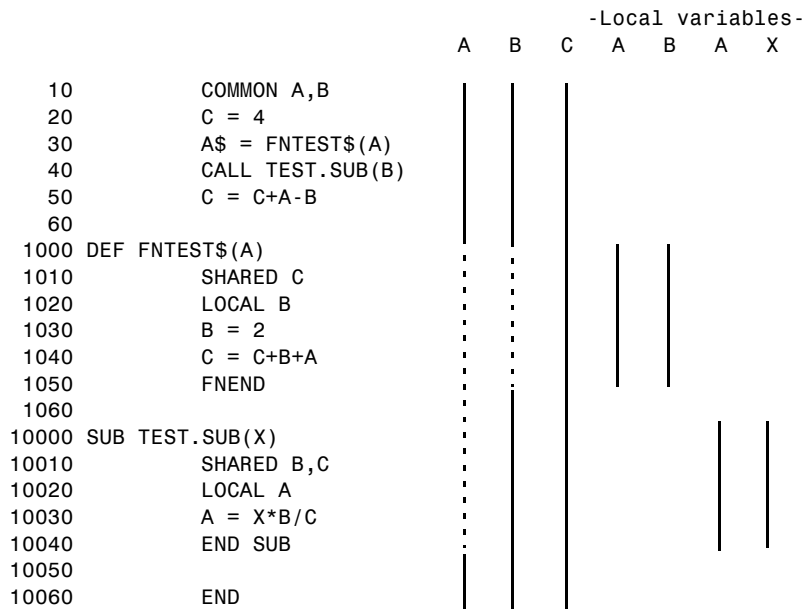 -Local variables-
A B C A B A X
10 COMMON A,B
20 C = 4
30 A$ = FNTEST$(A)
40 CALL TEST.SUB(B)
50 C = C+A-B
60
1000 DEF FNTEST$(A)
1010 SHARED C
1020 LOCAL B
1030 B = 2
1040 C = C+B+A
1050 FNEND
1060
10000 SUB TEST.SUB(X)
10010 SHARED B,C
10020 LOCAL A
10030 A = X*B/C
10040 END SUB
10050
10060 END